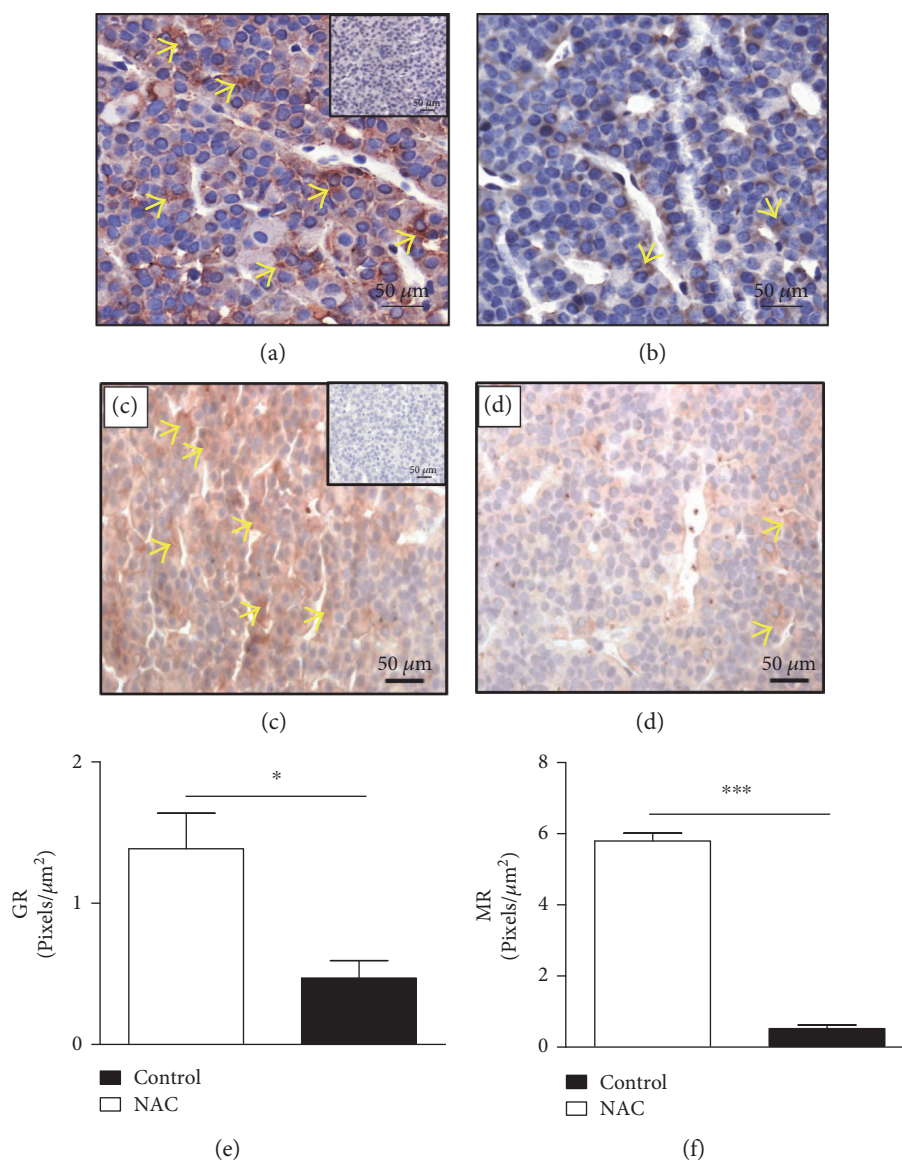 50 μm
50 μm
50 μm
(a)
(b)
(c)
50 μm
50 μm
(d)
50 μm
(c)
(d)
2
1
0
GR
(Pixels/μm²)
*
Control
NAC
(e)
8
6
4
2
0
MR
(Pixels/μm²)
***
Control
NAC
(f)